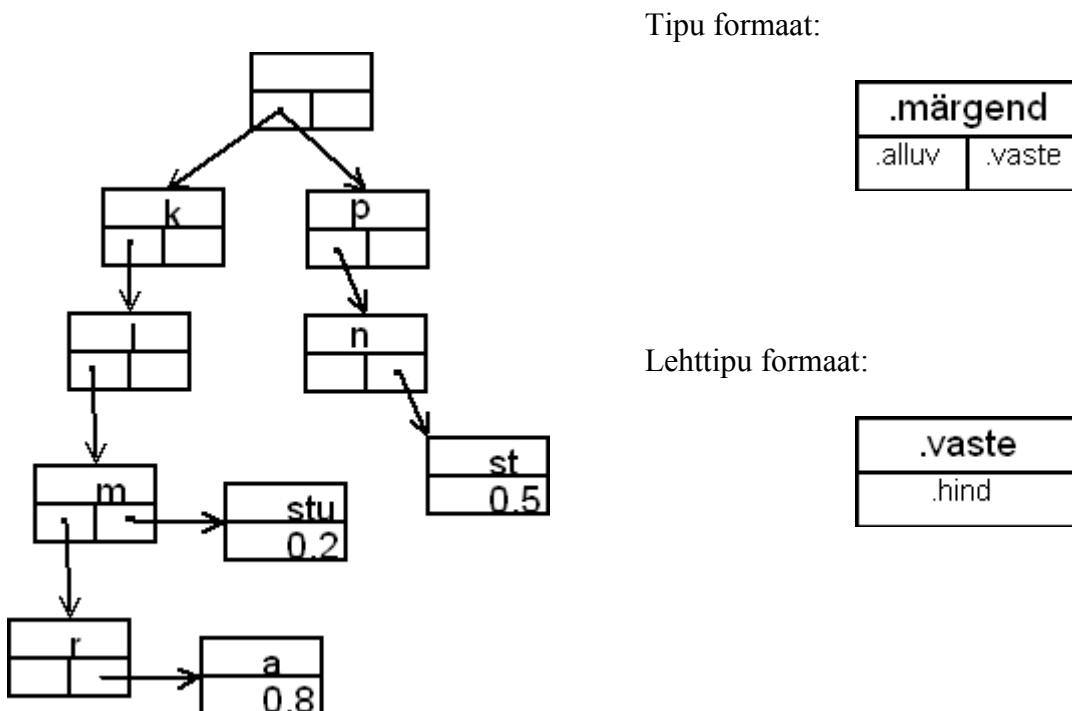 Tipu formaat:
.märgend
.alluv .vaste
k
p
l
n
m
stu
0.2
st
0.5
r
a
0.8
Lehttipu formaat:
.vaste
.hind